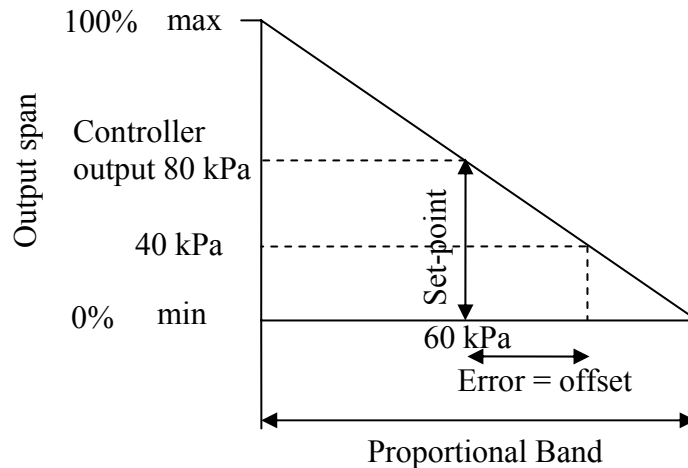 100% max
Output span
Controller
output 80 kPa
40 kPa
Set-point
0% min
60 kPa
Error = offset
Proportional Band